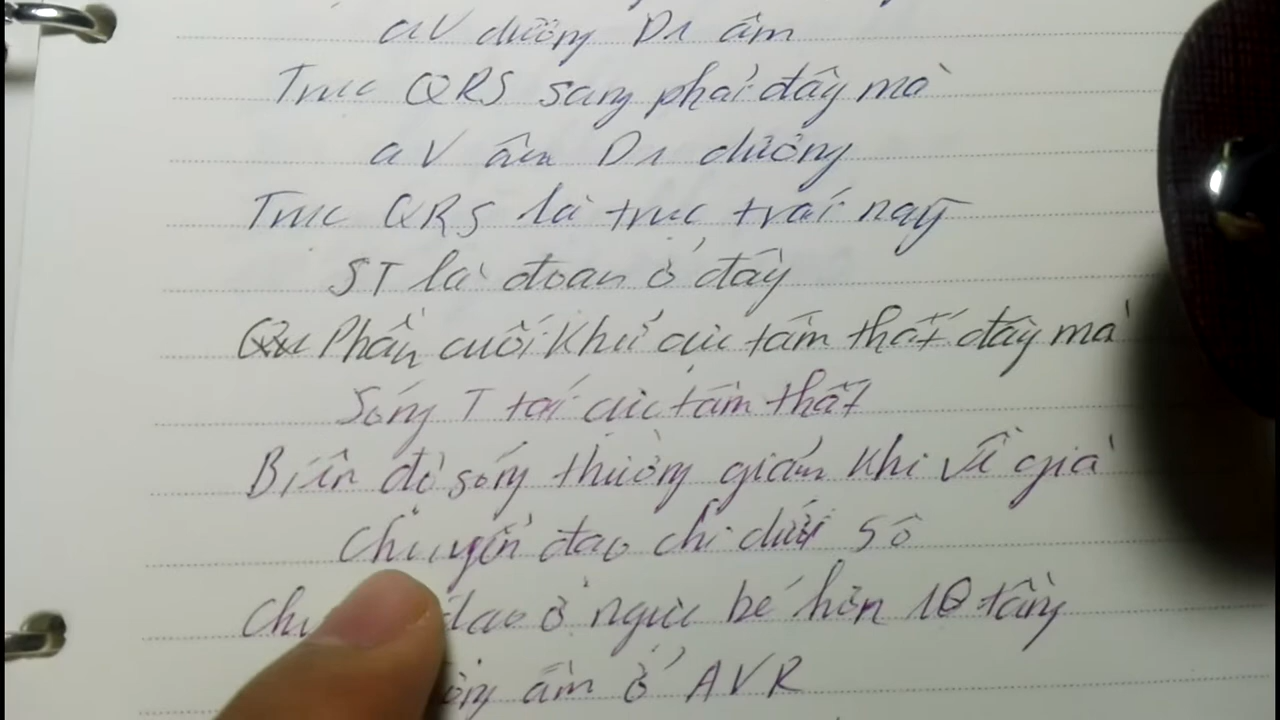 aV dương D1 âm
Trục QRS sang phải đấy mà
aV âm D1 dương
Trục QRS là trục trái ngay
ST là đoạn ở đây
Phần cuối khử cực tâm thất đấy mà
Sóng T tái cực tâm thất
Biên độ sóng thường giảm khi về già
Chuyển đạo chi dưới 5 ô
đạo ở ngực bé hơn 10 tầng
âm ở AVR